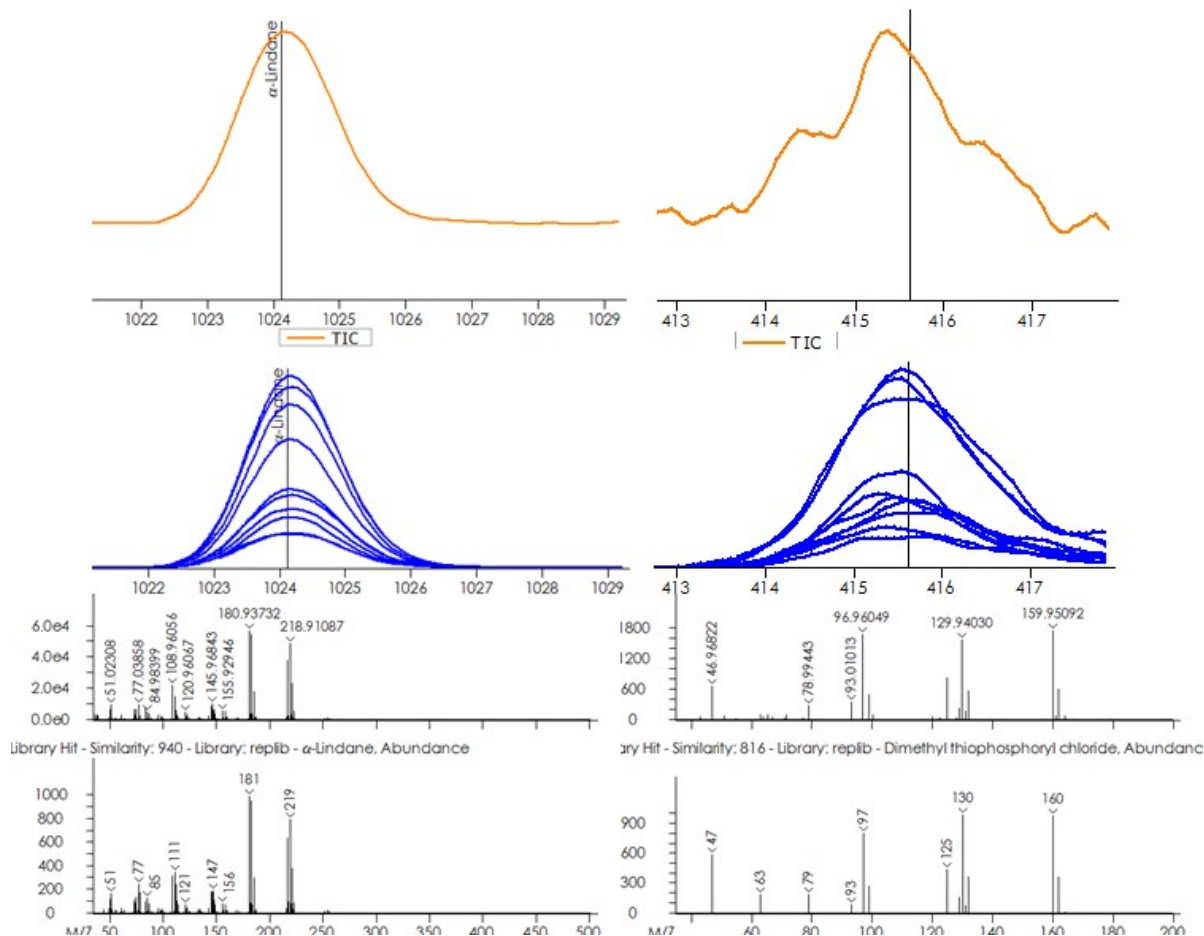 α-Lindane
1022 1023 1024 1025 1026 1027 1028 1029
TIC
413 414 415 416 417
TIC
α-Lindane
1022 1023 1024 1025 1026 1027 1028 1029
413 414 415 416 417
6.0e4
4.0e4
2.0e4
0.0e0
51.02308
77.03858
84.98399
108.96056
120.96067
145.96843
155.92946
180.93732
218.91087
1800
1200
600
0
46.96822
78.99443
93.01013
96.96049
129.94030
159.95092
Library Hit - Similarity: 940 - Library: replib - α-Lindane, Abundance
ary Hit - Similarity: 816 - Library: replib - Dimethyl thiophosphoryl chloride, Abundanc
1000
800
600
400
200
0
51
77
85
111
121
147
156
181
219
M/Z 50 100 150 200 250 300 350 400 450 500
900
600
300
0
47
63
79
93
97
125
130
160
M/Z 60 80 100 120 140 160 180 200